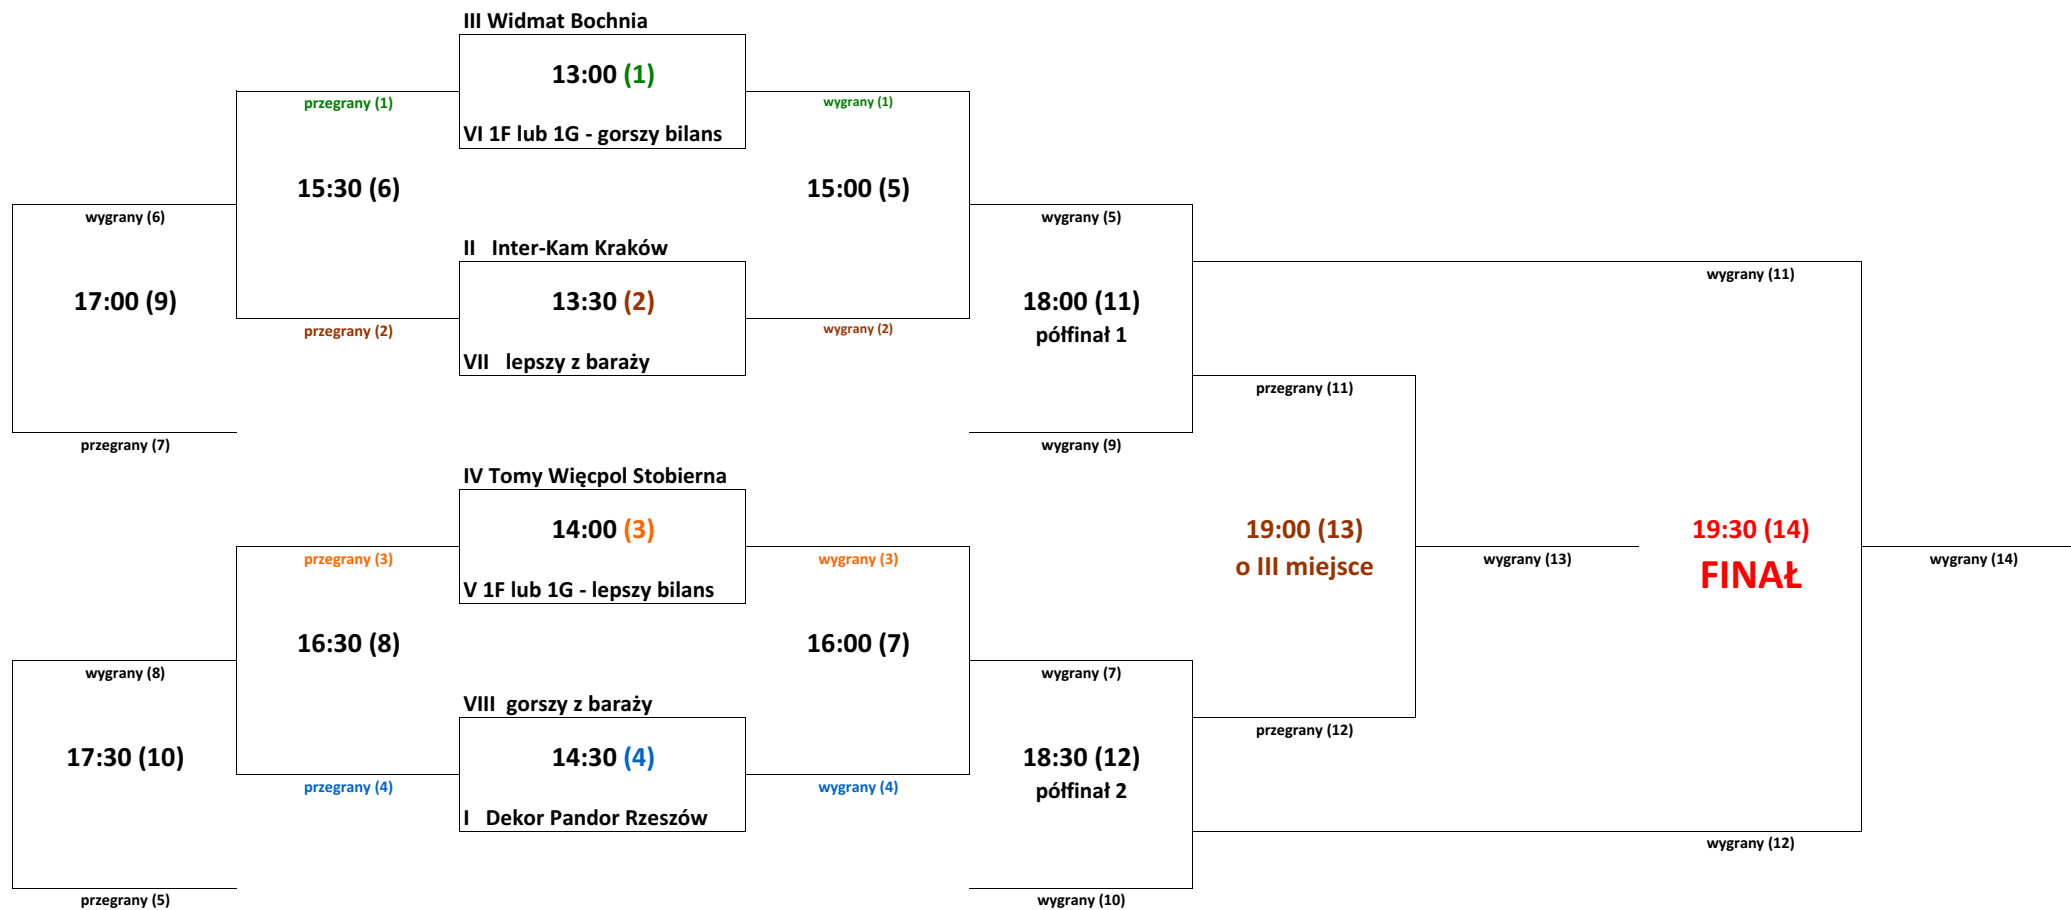 III Widmat Bochnia
13:00 (1)
przegrany (1)
wygrany (1)
VI 1F lub 1G - gorszy bilans
15:30 (6)
15:00 (5)
wygrany (6)
wygrany (5)
II Inter-Kam Kraków
wygrany (11)
17:00 (9)
13:30 (2)
18:00 (11)
przegrany (2)
wygrany (2)
półfinał 1
VII lepszy z baraży
przegrany (11)
przegrany (7)
wygrany (9)
IV Tomy Więcpol Stobierna
14:00 (3)
19:00 (13)
19:30 (14)
przegrany (3)
wygrany (3)
o III miejsce
wygrany (13)
FINAŁ
wygrany (14)
V 1F lub 1G - lepszy bilans
16:30 (8)
16:00 (7)
wygrany (8)
wygrany (7)
VIII gorszy z baraży
przegrany (12)
17:30 (10)
14:30 (4)
18:30 (12)
przegrany (4)
wygrany (4)
półfinał 2
I Dekor Pandor Rzeszów
wygrany (12)
przegrany (5)
wygrany (10)